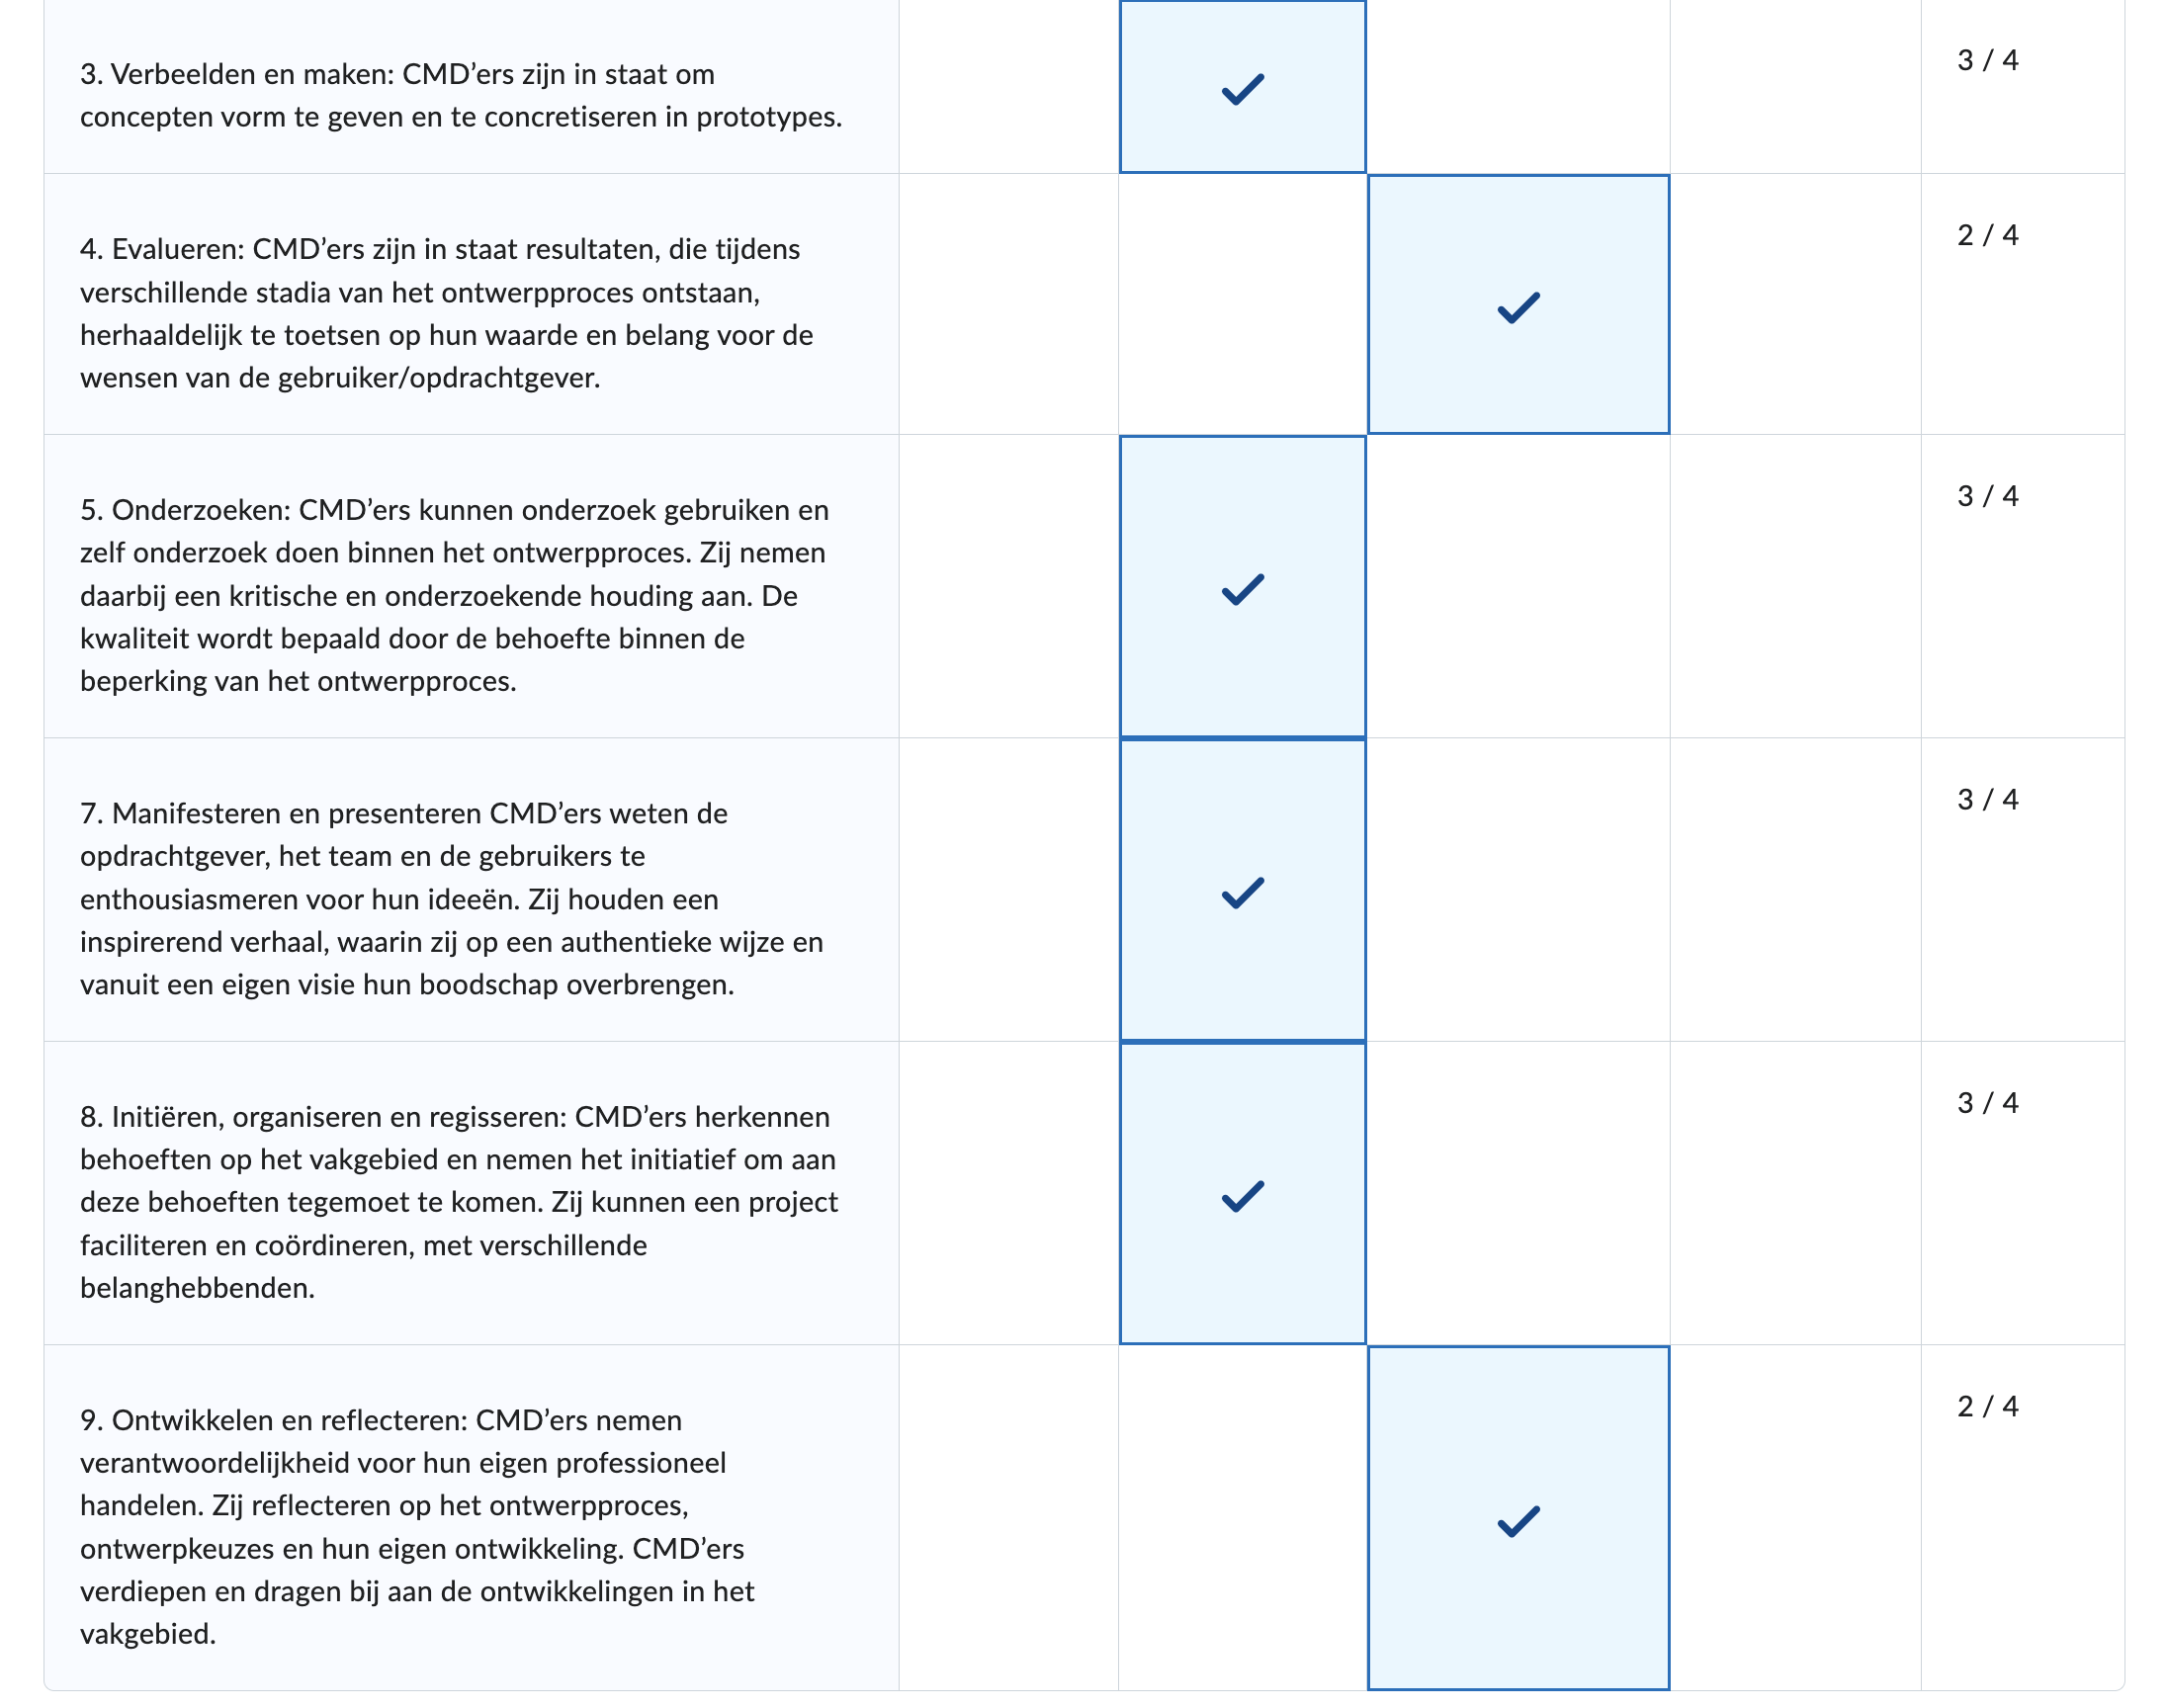 3. Verbeelden en maken: CMD’ers zijn in staat om
concepten vorm te geven en te concretiseren in prototypes.
3 / 4
4. Evalueren: CMD’ers zijn in staat resultaten, die tijdens
verschillende stadia van het ontwerpproces ontstaan,
herhaaldelijk te toetsen op hun waarde en belang voor de
wensen van de gebruiker/opdrachtgever.
2 / 4
5. Onderzoeken: CMD’ers kunnen onderzoek gebruiken en
zelf onderzoek doen binnen het ontwerpproces. Zij nemen
daarbij een kritische en onderzoekende houding aan. De
kwaliteit wordt bepaald door de behoefte binnen de
beperking van het ontwerpproces.
3 / 4
7. Manifesteren en presenteren CMD’ers weten de
opdrachtgever, het team en de gebruikers te
enthousiasmeren voor hun ideeën. Zij houden een
inspirerend verhaal, waarin zij op een authentieke wijze en
vanuit een eigen visie hun boodschap overbrengen.
3 / 4
8. Initiëren, organiseren en regisseren: CMD’ers herkennen
behoeften op het vakgebied en nemen het initiatief om aan
deze behoeften tegemoet te komen. Zij kunnen een project
faciliteren en coördineren, met verschillende
belanghebbenden.
3 / 4
9. Ontwikkelen en reflecteren: CMD’ers nemen
verantwoordelijkheid voor hun eigen professioneel
handelen. Zij reflecteren op het ontwerpproces,
ontwerpkeuzes en hun eigen ontwikkeling. CMD’ers
verdiepen en dragen bij aan de ontwikkelingen in het
vakgebied.
2 / 4